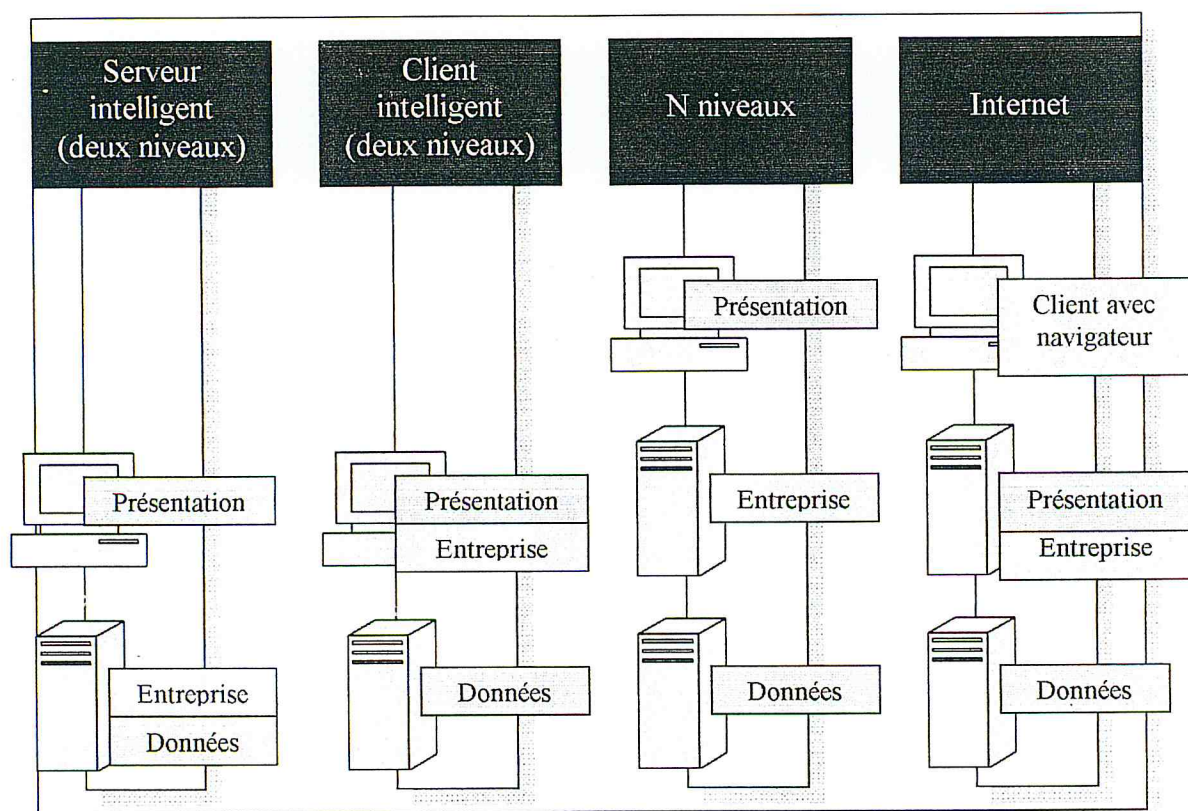 Serveur
intelligent
(deux niveaux)
Client
intelligent
(deux niveaux)
N niveaux
Internet
Présentation
Entreprise
Données
Présentation
Entreprise
Données
Présentation
Entreprise
Données
Client avec
navigateur
Présentation
Entreprise
Données